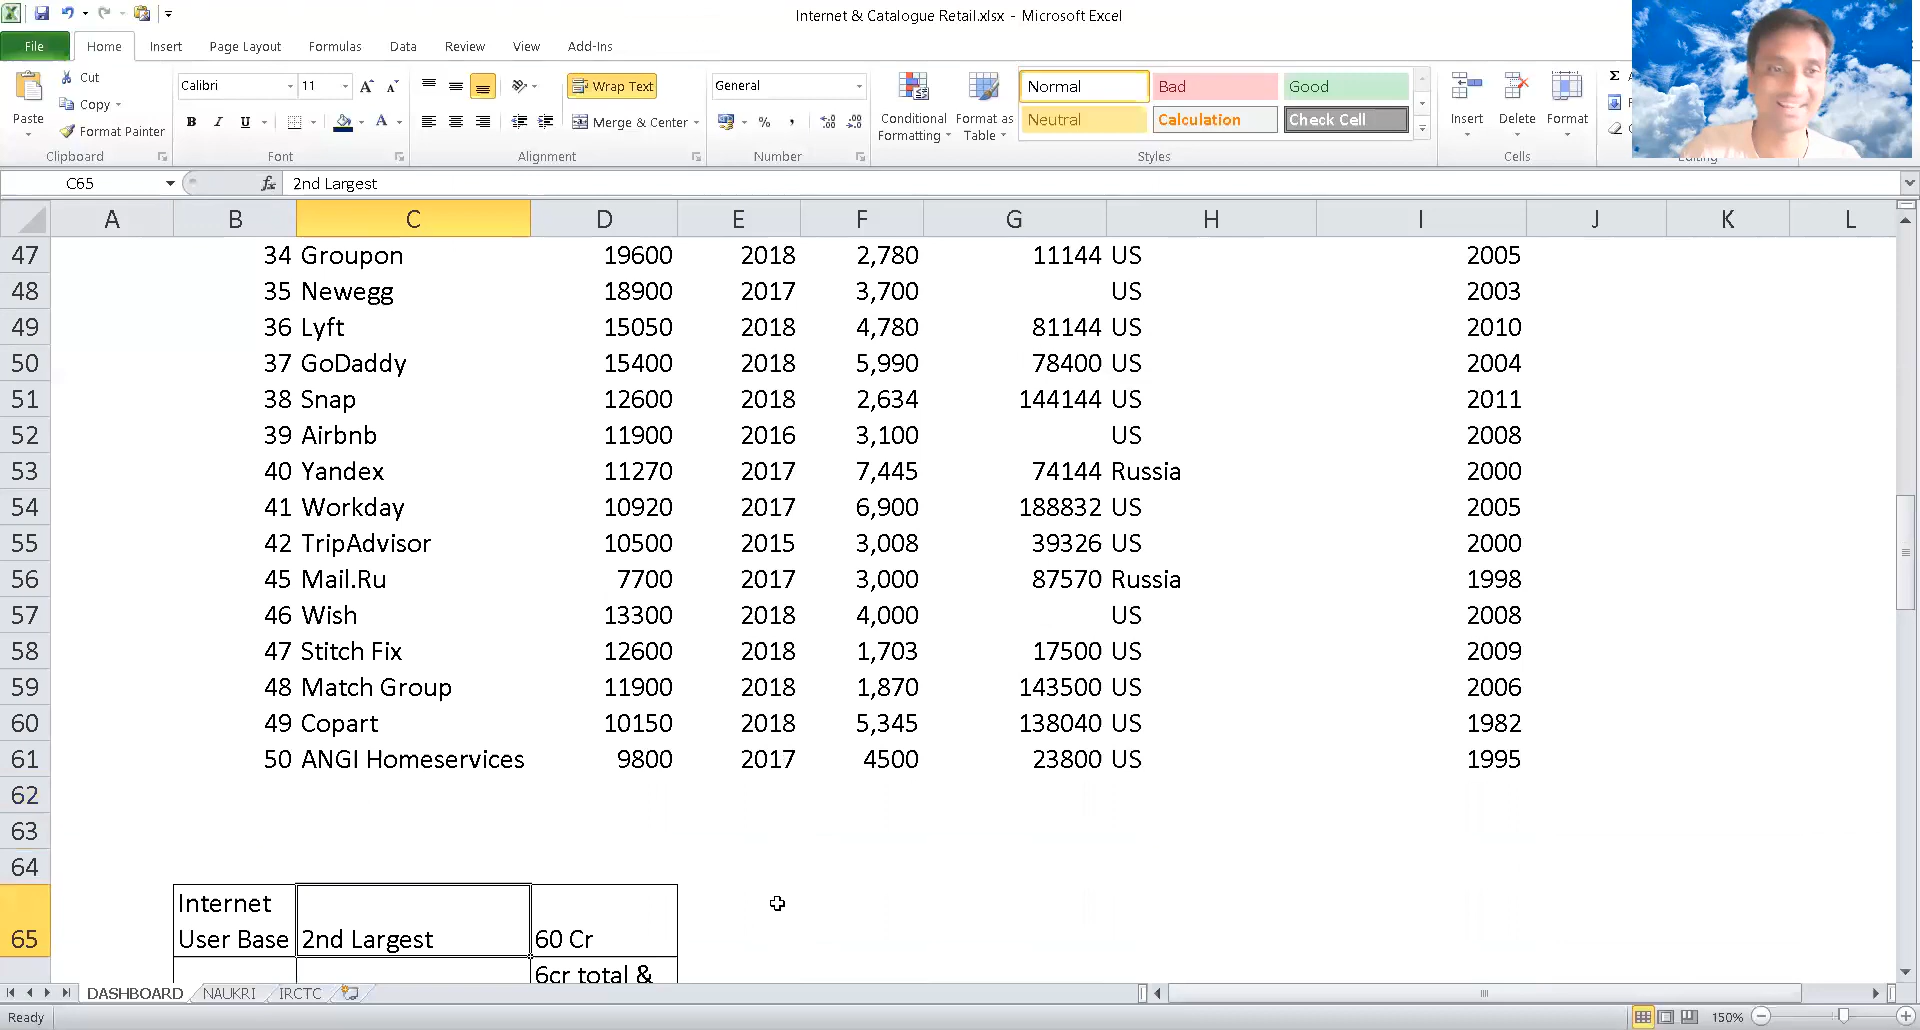 Internet & Catalogue Retail.xlsx - Microsoft Excel
File Home Insert Page Layout Formulas Data Review View Add-Ins
Paste Cut Copy Format Painter Clipboard
Calibri 11 A A B I U A Font
Wrap Text Merge & Center Alignment
General % , Number
Conditional Formatting Format as Table
Normal Bad Good
Neutral Calculation Check Cell
Styles
Insert Delete Format
Cells
Σ
Editing
C65 fx 2nd Largest
A B C D E F G H I J K L
47 34 Groupon 19600 2018 2,780 11144 US 2005
48 35 Newegg 18900 2017 3,700 US 2003
49 36 Lyft 15050 2018 4,780 81144 US 2010
50 37 GoDaddy 15400 2018 5,990 78400 US 2004
51 38 Snap 12600 2018 2,634 144144 US 2011
52 39 Airbnb 11900 2016 3,100 US 2008
53 40 Yandex 11270 2017 7,445 74144 Russia 2000
54 41 Workday 10920 2017 6,900 188832 US 2005
55 42 TripAdvisor 10500 2015 3,008 39326 US 2000
56 45 Mail.Ru 7700 2017 3,000 87570 Russia 1998
57 46 Wish 13300 2018 4,000 US 2008
58 47 Stitch Fix 12600 2018 1,703 17500 US 2009
59 48 Match Group 11900 2018 1,870 143500 US 2006
60 49 Copart 10150 2018 5,345 138040 US 1982
61 50 ANGI Homeservices 9800 2017 4500 23800 US 1995
62
63
64
65 Internet User Base 2nd Largest 60 Cr
6cr total &
DASHBOARD NAUKRI IRCTC
Ready 150%